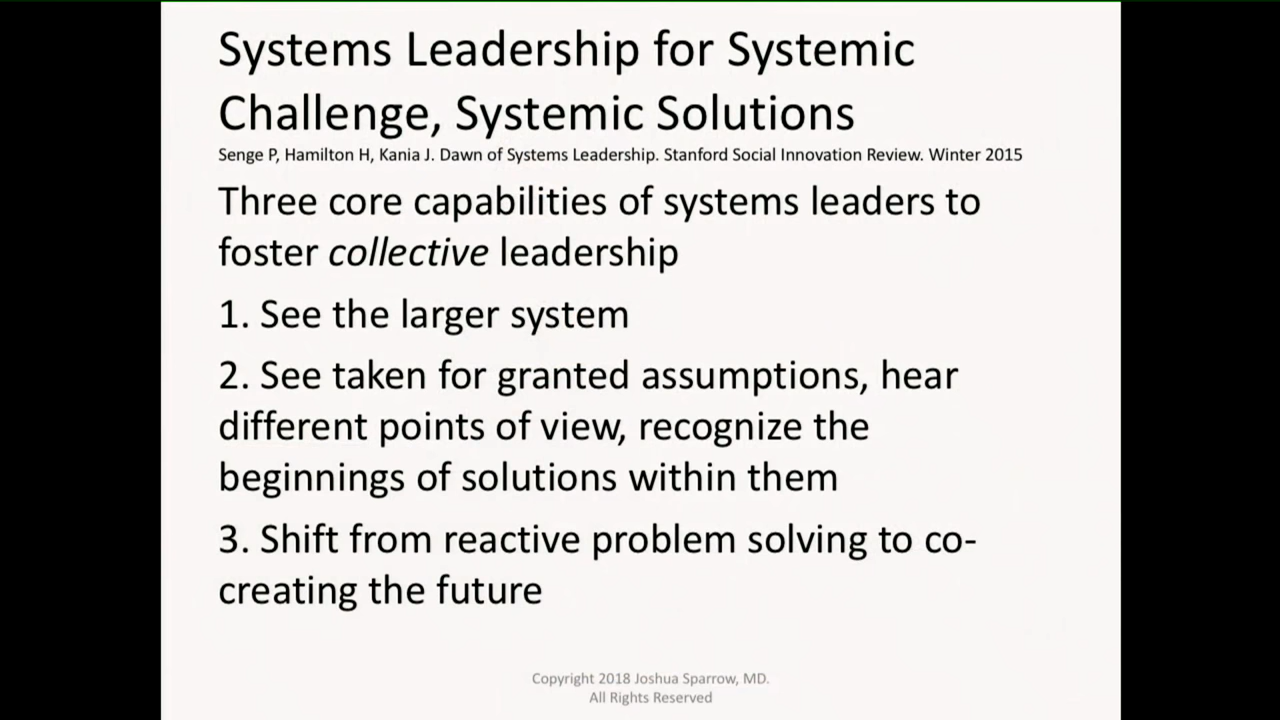 Systems Leadership for Systemic
Challenge, Systemic Solutions
Senge P, Hamilton H, Kania J. Dawn of Systems Leadership. Stanford Social Innovation Review. Winter 2015
Three core capabilities of systems leaders to
foster collective leadership
1. See the larger system
2. See taken for granted assumptions, hear
different points of view, recognize the
beginnings of solutions within them
3. Shift from reactive problem solving to co-
creating the future
Copyright 2018 Joshua Sparrow, MD.
All Rights Reserved